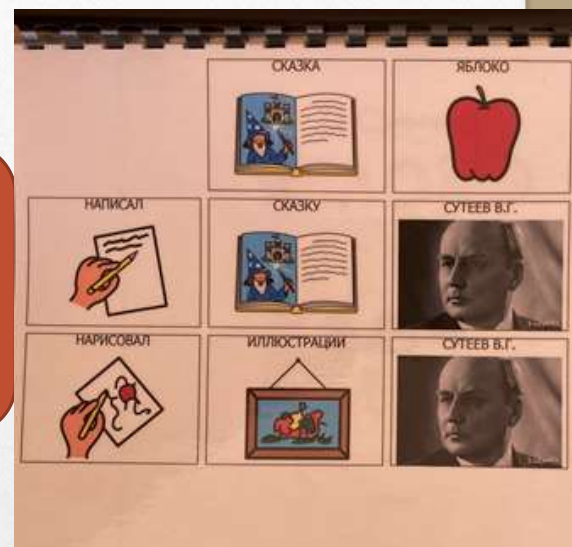 СКАЗКА ЯБЛОКО
НАПИСАЛ СКАЗКУ СУТЕЕВ В.Г.
НАРИСОВАЛ ИЛЛЮСТРАЦИИ СУТЕЕВ В.Г.